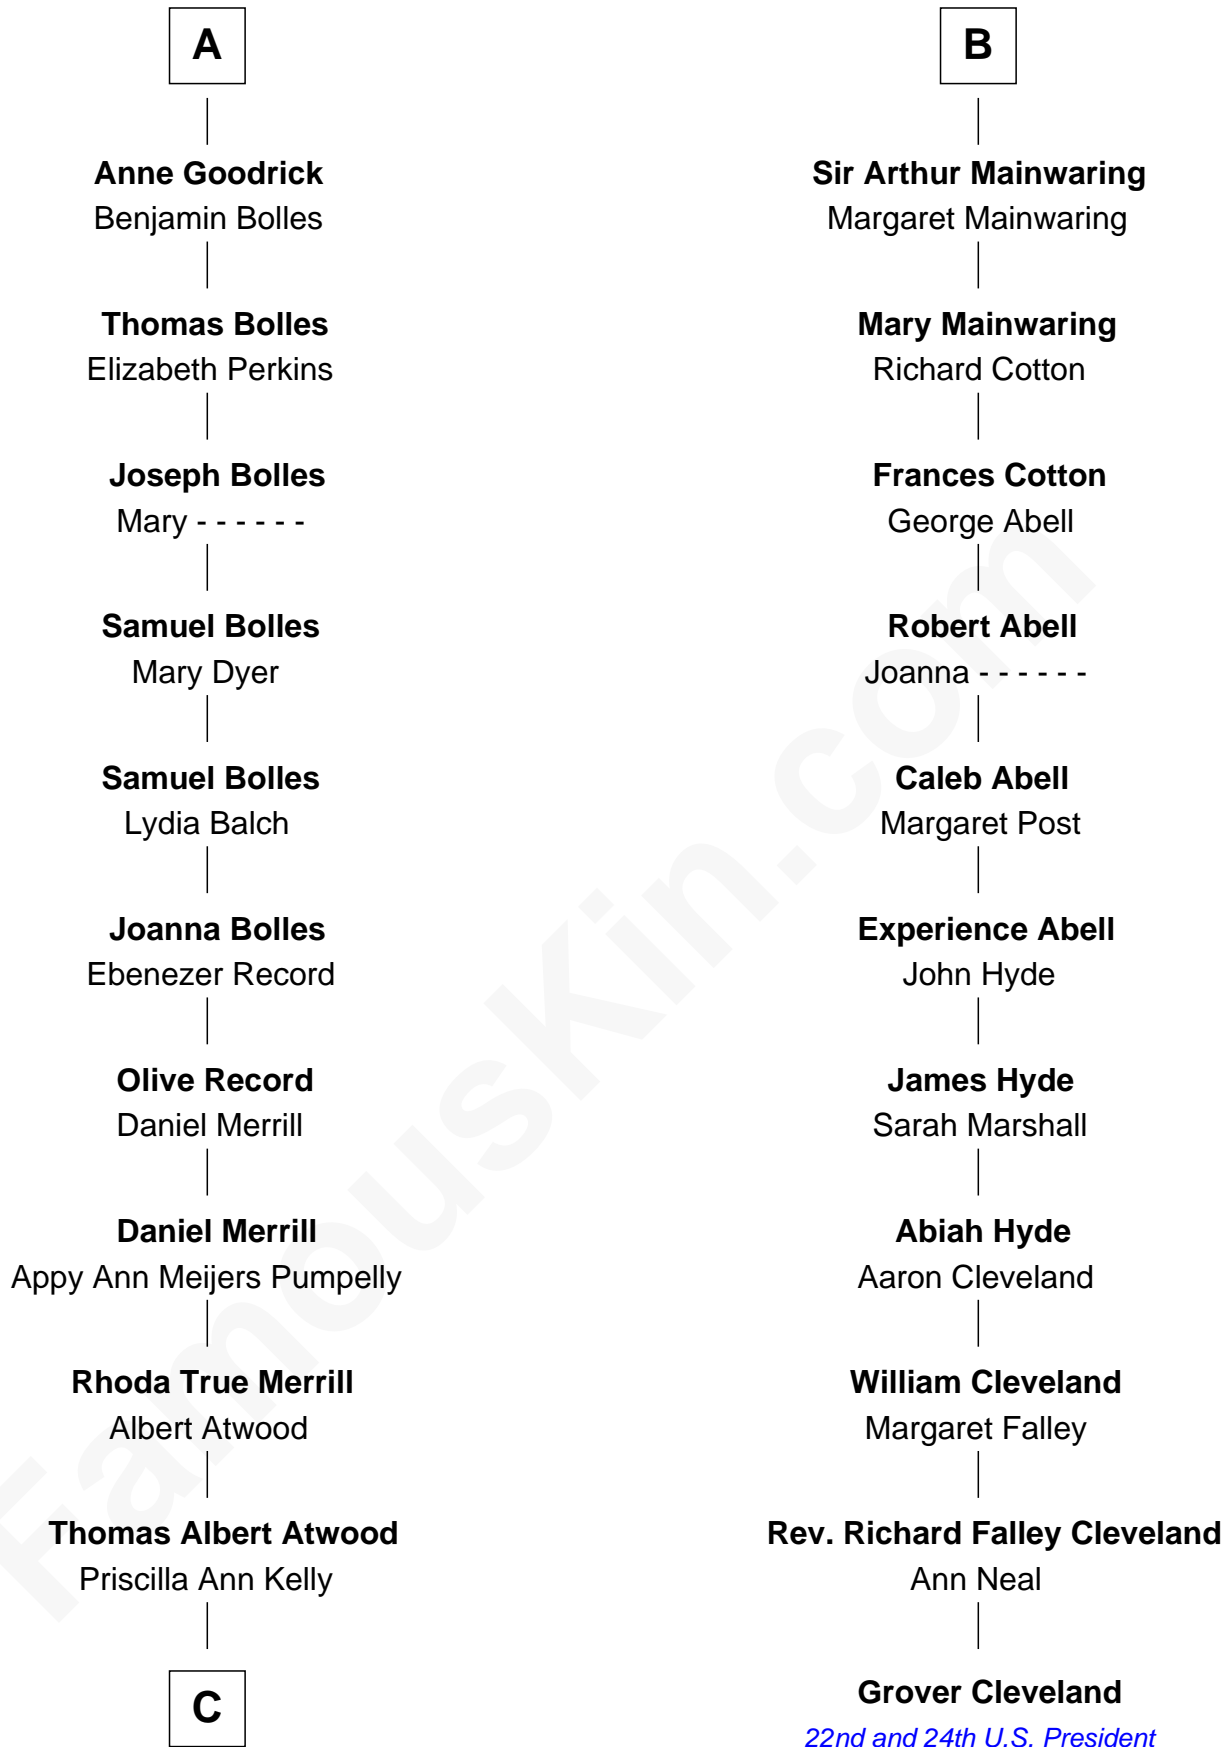 A
Anne Goodrick
Benjamin Bolles
Thomas Bolles
Elizabeth Perkins
Joseph Bolles
Mary - - - - - -
Samuel Bolles
Mary Dyer
Samuel Bolles
Lydia Balch
Joanna Bolles
Ebenezer Record
Olive Record
Daniel Merrill
Daniel Merrill
Appy Ann Meijers Pumpelly
Rhoda True Merrill
Albert Atwood
Thomas Albert Atwood
Priscilla Ann Kelly
C
B
Sir Arthur Mainwaring
Margaret Mainwaring
Mary Mainwaring
Richard Cotton
Frances Cotton
George Abell
Robert Abell
Joanna - - - - - -
Caleb Abell
Margaret Post
Experience Abell
John Hyde
James Hyde
Sarah Marshall
Abiah Hyde
Aaron Cleveland
William Cleveland
Margaret Falley
Rev. Richard Falley Cleveland
Ann Neal
Grover Cleveland
22nd and 24th U.S. President
FamousKin.com